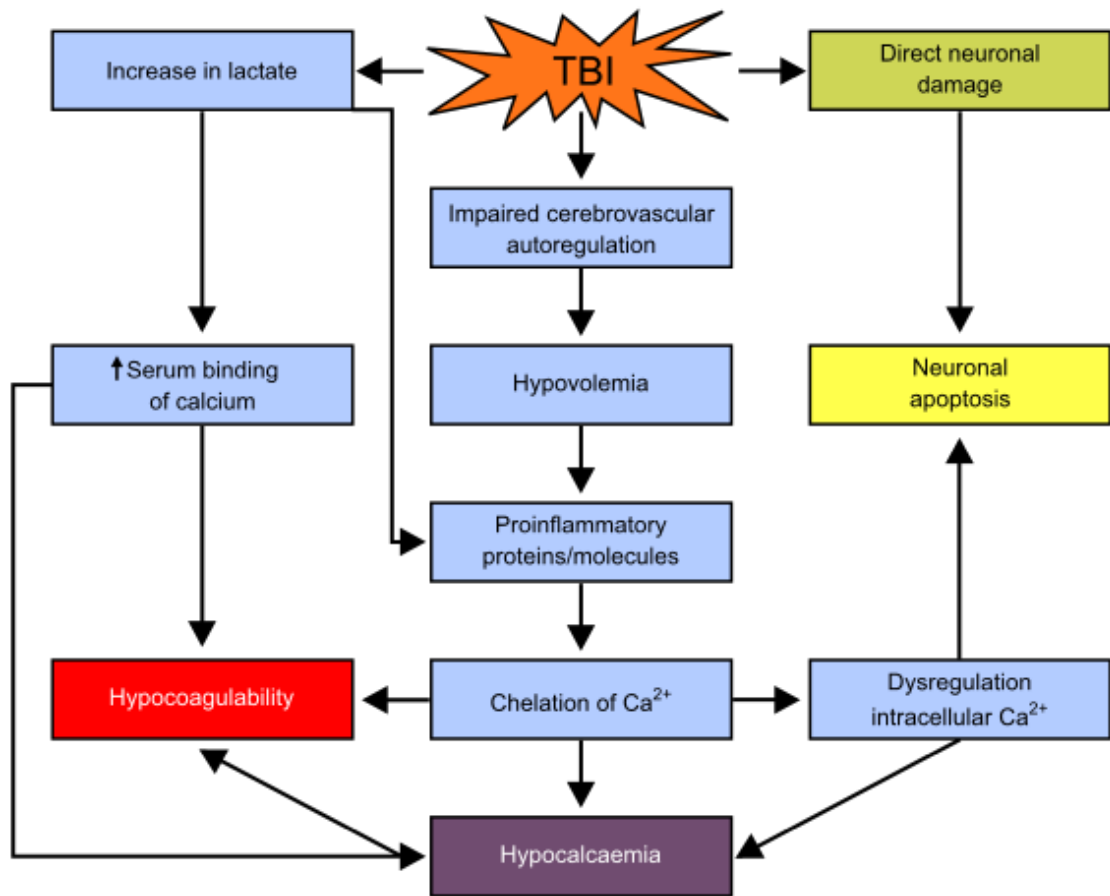 Increase in lactate
TBI
Direct neuronal
damage
Impaired cerebrovascular
autoregulation
↑ Serum binding
of calcium
Hypovolemia
Neuronal
apoptosis
Proinflammatory
proteins/molecules
Hypocoagulability
Chelation of Ca²⁺
Dysregulation
intracellular Ca²⁺
Hypocalcaemia